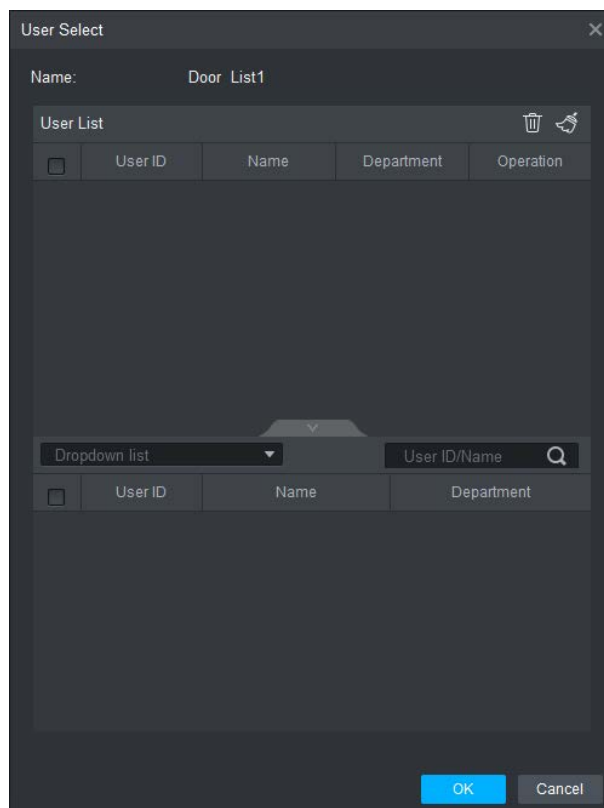 User Select
Name: Door List1
User List
User ID Name Department Operation
Dropdown list User ID/Name
User ID Name Department
OK Cancel